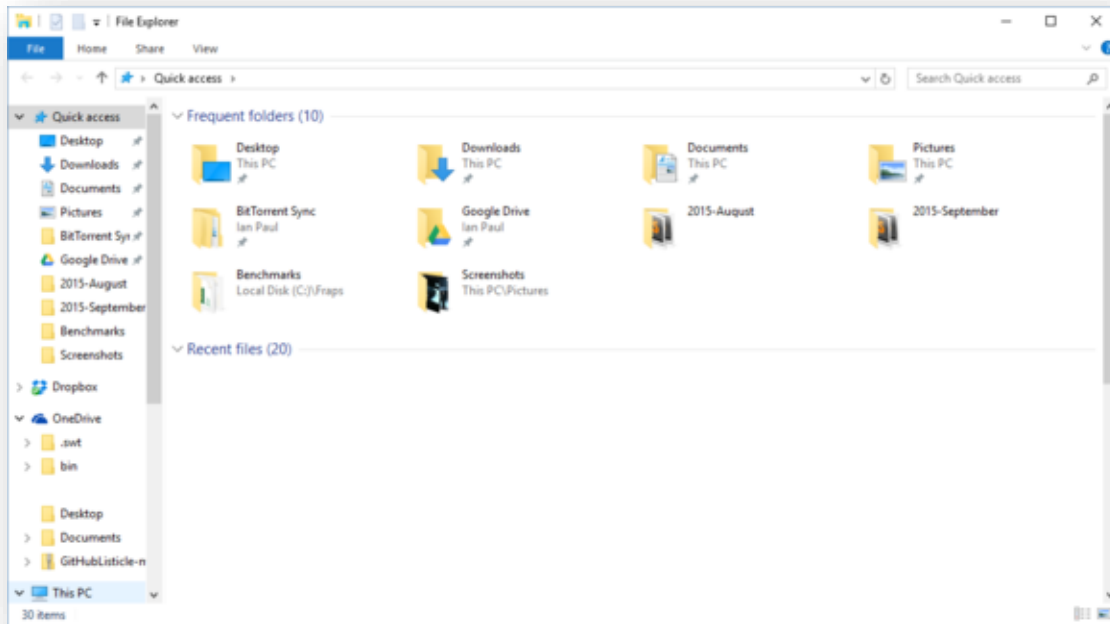 File Explorer
File Home Share View
Quick access
Search Quick access
Quick access
Desktop
Downloads
Documents
Pictures
BitTorrent Syn
Google Drive
2015-August
2015-September
Benchmarks
Screenshots
Dropbox
OneDrive
.swt
bin
Desktop
Documents
GitHubListicle-n
This PC
Frequent folders (10)
Desktop
This PC
Downloads
This PC
Documents
This PC
Pictures
This PC
BitTorrent Sync
Ian Paul
Google Drive
Ian Paul
2015-August
2015-September
Benchmarks
Local Disk (C:)\Fraps
Screenshots
This PC\Pictures
Recent files (20)
30 items